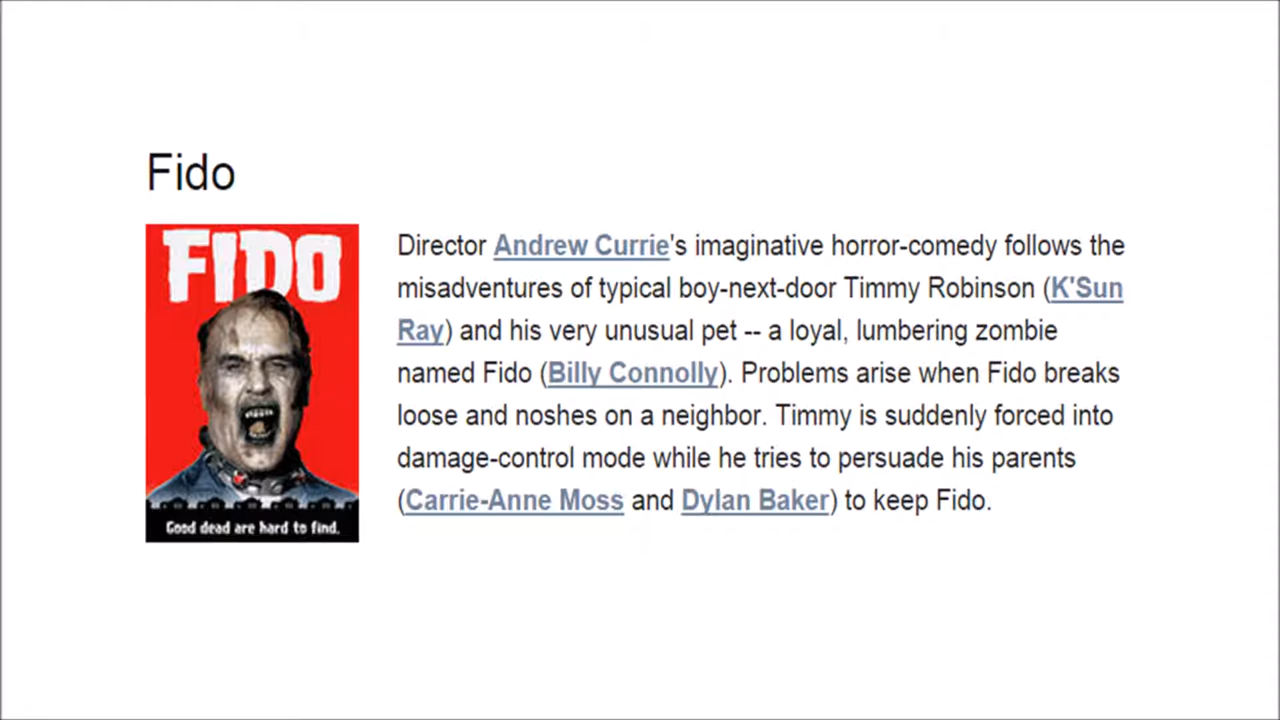 Fido
FIDO
Good dead are hard to find.
Director Andrew Currie's imaginative horror-comedy follows the
misadventures of typical boy-next-door Timmy Robinson (K'Sun
Ray) and his very unusual pet -- a loyal, lumbering zombie
named Fido (Billy Connolly). Problems arise when Fido breaks
loose and noshes on a neighbor. Timmy is suddenly forced into
damage-control mode while he tries to persuade his parents
(Carrie-Anne Moss and Dylan Baker) to keep Fido.